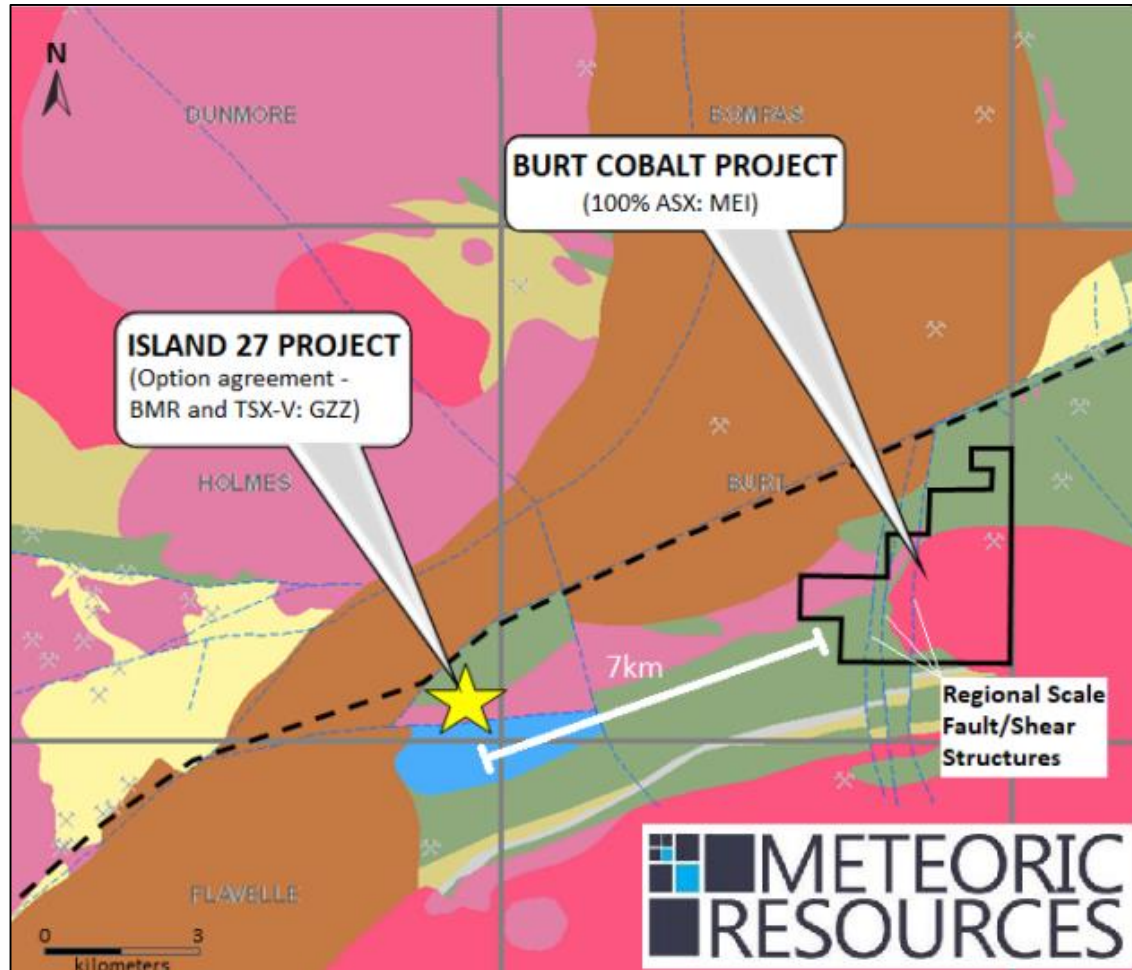 N
DUNMORE
BOMPAS
BURT COBALT PROJECT
(100% ASX: MEI)
ISLAND 27 PROJECT
(Option agreement -
BMR and TSX-V: GZZ)
HOLMES
BURT
7km
Regional Scale
Fault/Shear
Structures
FLAVELLE
0 3
kilometers
METEORIC
RESOURCES